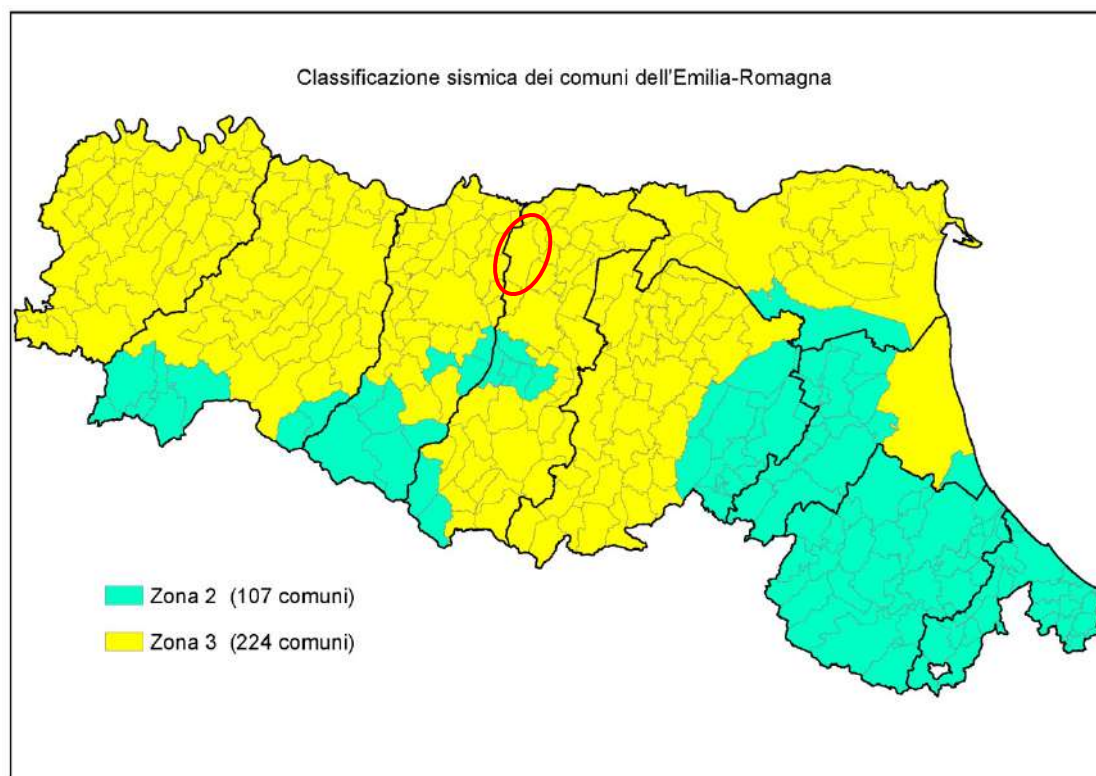 Classificazione sismica dei comuni dell'Emilia-Romagna
Zona 2 (107 comuni)
Zona 3 (224 comuni)